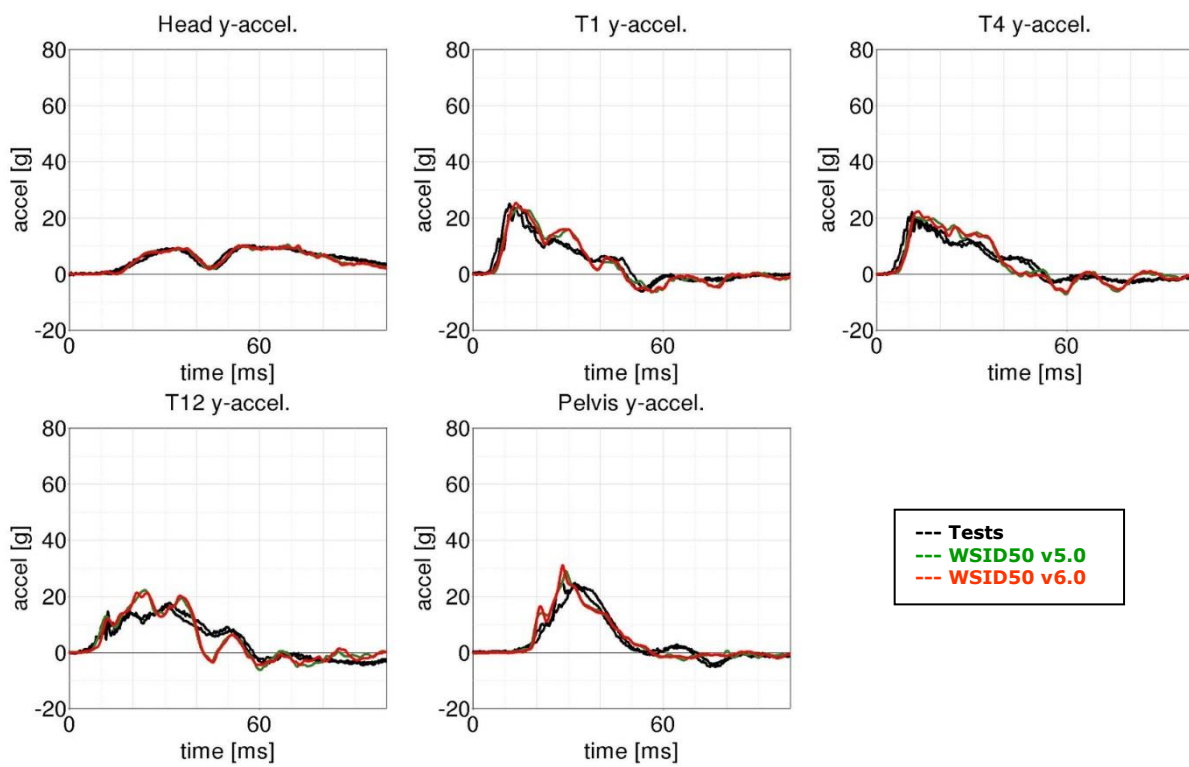 Head y-accel.
80
60
40
20
0
-20
accel [g]
0
60
time [ms]
T1 y-accel.
80
60
40
20
0
-20
accel [g]
0
60
time [ms]
T4 y-accel.
80
60
40
20
0
-20
accel [g]
0
60
time [ms]
T12 y-accel.
80
60
40
20
0
-20
accel [g]
0
60
time [ms]
Pelvis y-accel.
80
60
40
20
0
-20
accel [g]
0
60
time [ms]
--- Tests
--- WSID50 v5.0
--- WSID50 v6.0